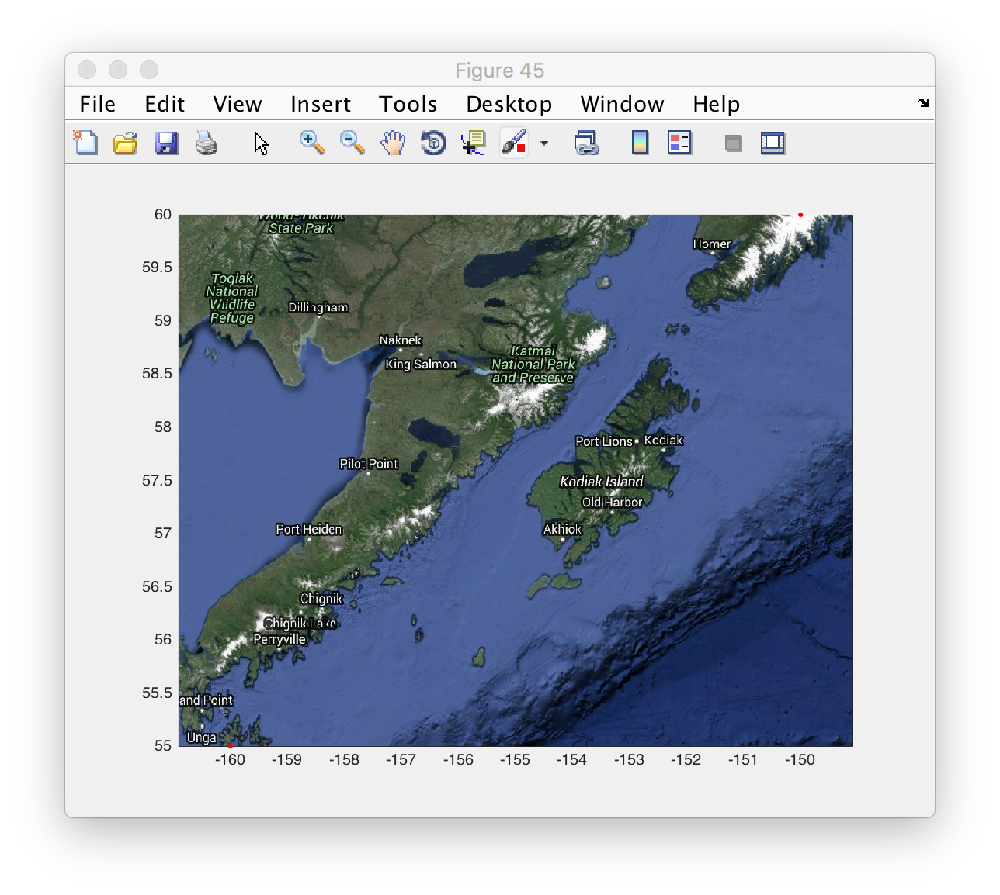 Figure 45
File Edit View Insert Tools Desktop Window Help
60
59.5
59
58.5
58
57.5
57
56.5
56
55.5
55
Wood-Tikchik
State Park
Homer
Togiak
National
Wildlife
Refuge
Dillingham
Naknek
King Salmon
Katmai
National Park
and Preserve
Port Lions
Kodiak
Pilot Point
Kodiak Island
Old Harbor
Port Heiden
Akhiok
Chignik
Chignik Lake
Perryville
and Point
Unga
-160 -159 -158 -157 -156 -155 -154 -153 -152 -151 -150